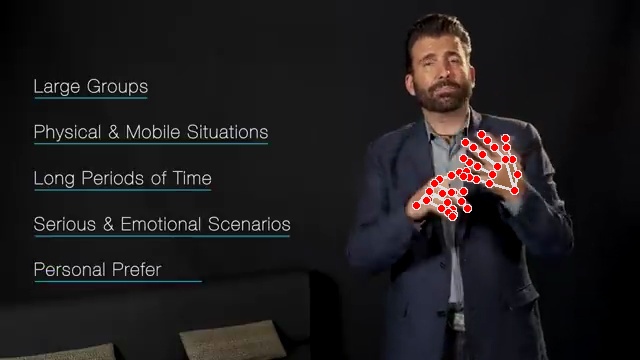 Large Groups
Physical & Mobile Situations
Long Periods of Time
Serious & Emotional Scenarios
Personal Prefer